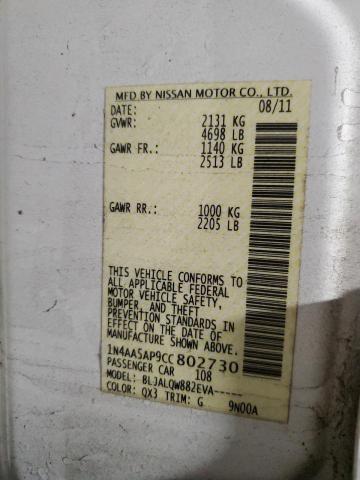 MFD BY NISSAN MOTOR CO., LTD.
DATE: 08/11
GVWR: 2131 KG
4698 LB
GAWR FR.: 1140 KG
2513 LB
GAWR RR.: 1000 KG
2205 LB
THIS VEHICLE CONFORMS TO
ALL APPLICABLE FEDERAL
MOTOR VEHICLE SAFETY,
BUMPER, AND THEFT
PREVENTION STANDARDS IN
EFFECT ON THE DATE OF
MANUFACTURE SHOWN ABOVE.
1N4AA5AP9CC802730
PASSENGER CAR 108
MODEL: BLJALQW882EVA-----
COLOR: QX3 TRIM: G 9N00A